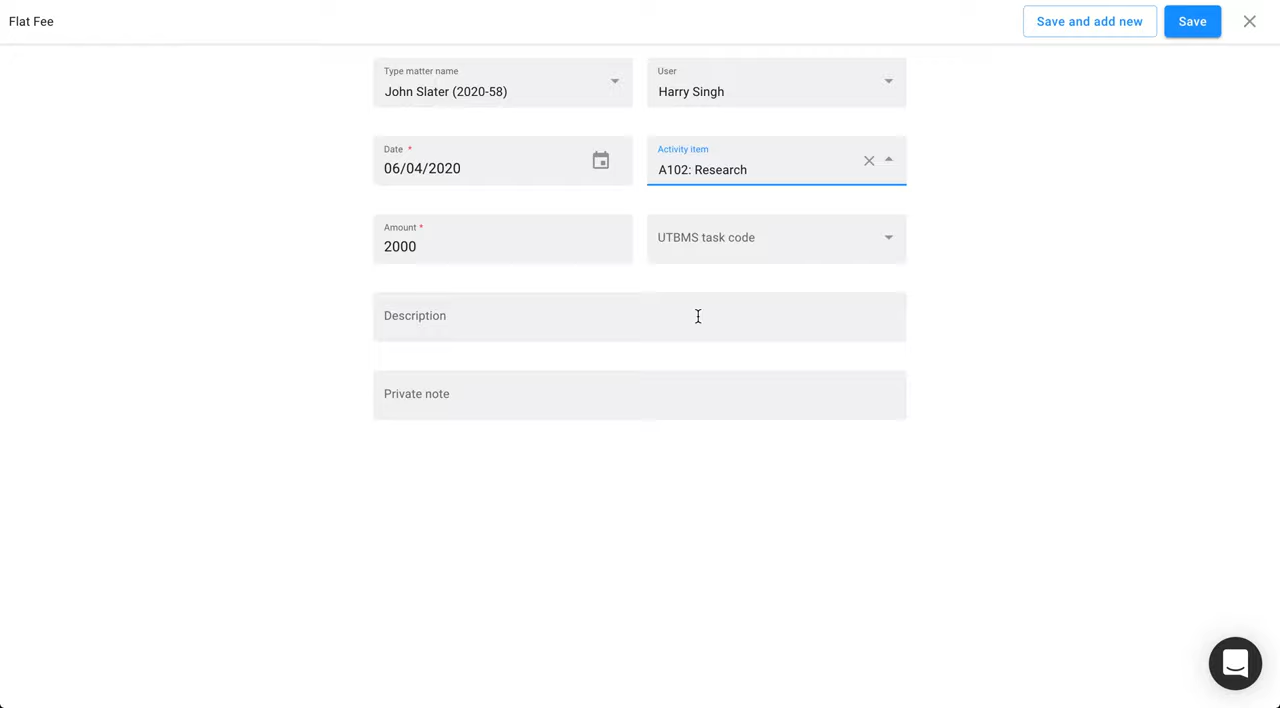 Flat Fee
Save and add new
Save
Type matter name
John Slater (2020-58)
User
Harry Singh
Date *
06/04/2020
Activity item
A102: Research
Amount *
2000
UTBMS task code
Description
Private note